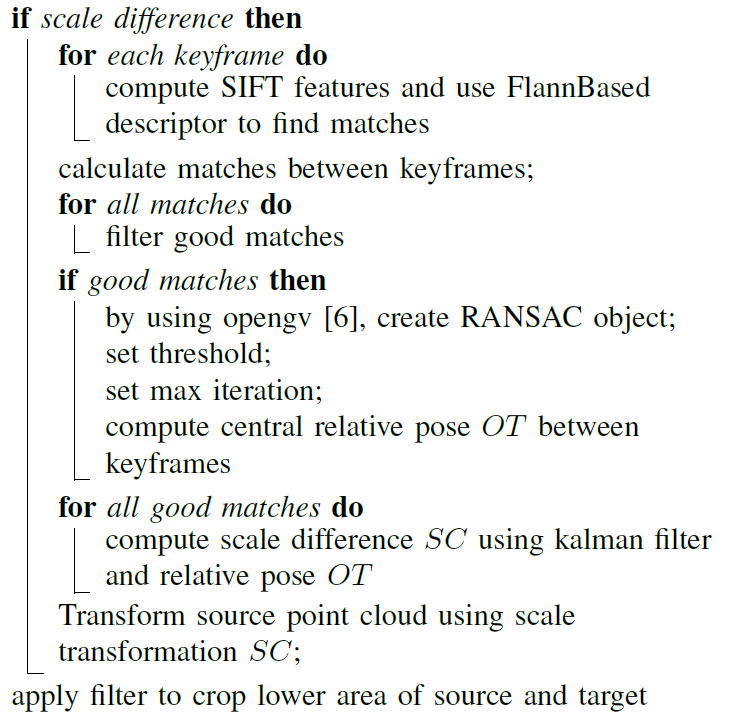 if scale difference then
for each keyframe do
compute SIFT features and use FlannBased
descriptor to find matches
calculate matches between keyframes;
for all matches do
filter good matches
if good matches then
by using opengv [6], create RANSAC object;
set threshold;
set max iteration;
compute central relative pose OT between
keyframes
for all good matches do
compute scale difference SC using kalman filter
and relative pose OT
Transform source point cloud using scale
transformation SC;
apply filter to crop lower area of source and target